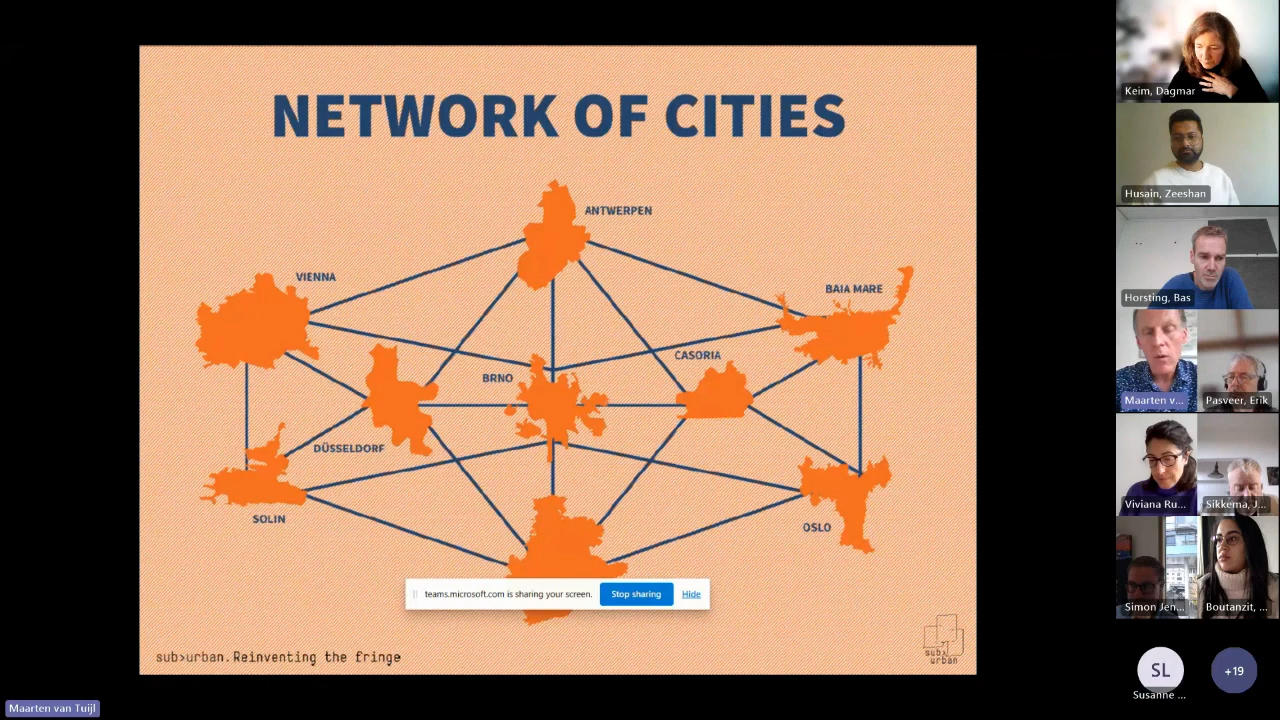 NETWORK OF CITIES
ANTWERPEN
VIENNA
BAIA MARE
CASORIA
BRNO
DÜSSELDORF
SOLIN
OSLO
teams.microsoft.com is sharing your screen.
Stop sharing
Hide
sub>urban.Reinventing the fringe
sub>
urban
Keim, Dagmar
Husain, Zeeshan
Horsting, Bas
Maarten v...
Pasveer, Erik
Viviana Ru...
Sikkema, J...
Simon Jen...
Boutanzit, ...
SL
Susanne ...
+19
Maarten van Tuijl